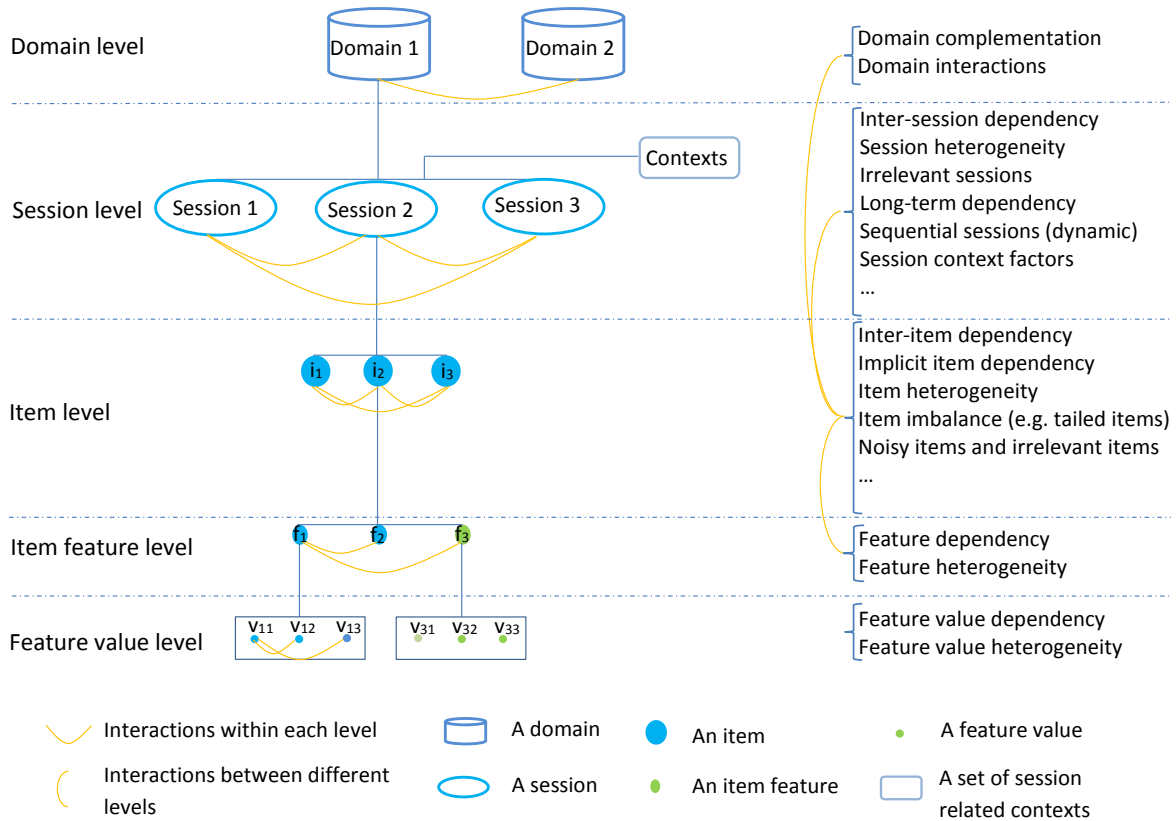 Domain level
Domain 1
Domain 2
Domain complementation
Domain interactions
Session level
Contexts
Session 1
Session 2
Session 3
Inter-session dependency
Session heterogeneity
Irrelevant sessions
Long-term dependency
Sequential sessions (dynamic)
Session context factors
...
Item level
i1
i2
i3
Inter-item dependency
Implicit item dependency
Item heterogeneity
Item imbalance (e.g. tailed items)
Noisy items and irrelevant items
...
Item feature level
f1
f2
f3
Feature dependency
Feature heterogeneity
Feature value level
v11
v12
v13
v31
v32
v33
Feature value dependency
Feature value heterogeneity
Interactions within each level
A domain
An item
A feature value
Interactions between different
levels
A session
An item feature
A set of session
related contexts